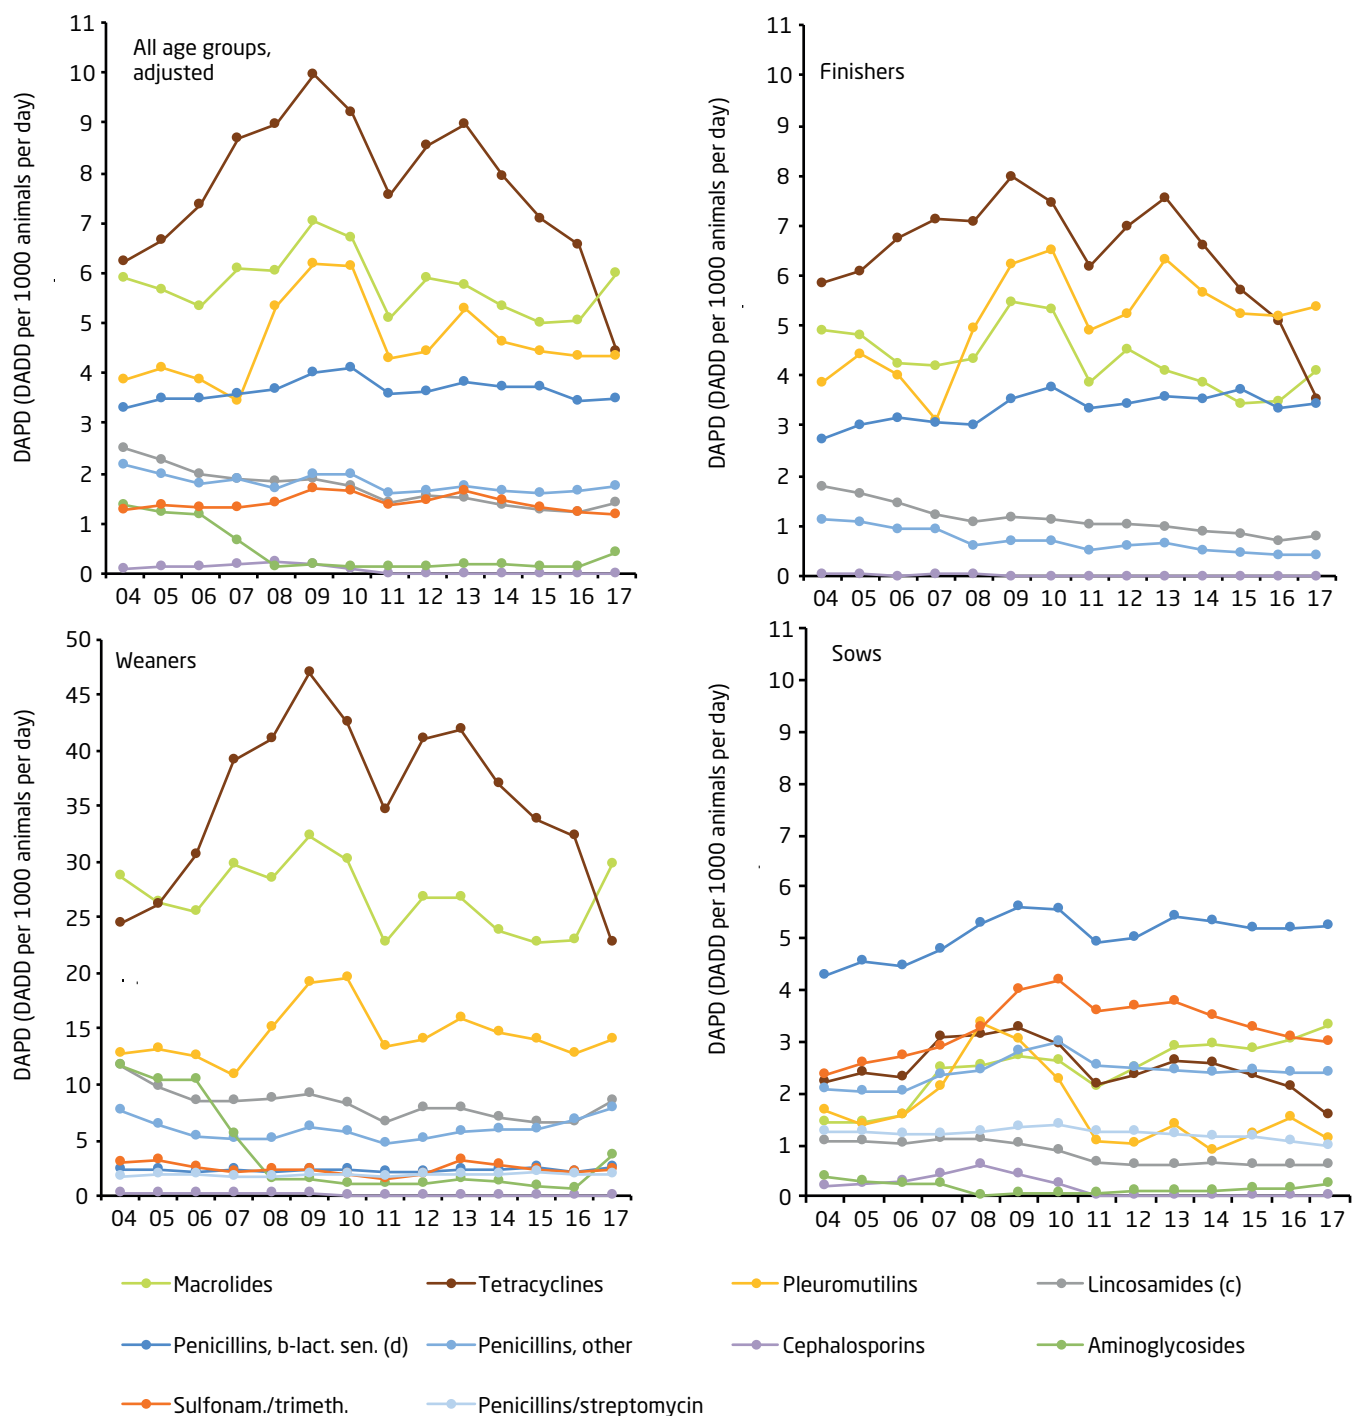 All age groups,
adjusted
DAPD (DADD per 1000 animals per day)
11
10
9
8
7
6
5
4
3
2
1
0
04 05 06 07 08 09 10 11 12 13 14 15 16 17
Finishers
DAPD (DADD per 1000 animals per day)
11
10
9
8
7
6
5
4
3
2
1
0
04 05 06 07 08 09 10 11 12 13 14 15 16 17
Weaners
DAPD (DADD per 1000 animals per day)
50
45
40
35
30
25
20
15
10
5
0
04 05 06 07 08 09 10 11 12 13 14 15 16 17
Sows
DAPD (DADD per 1000 animals per day)
11
10
9
8
7
6
5
4
3
2
1
0
04 05 06 07 08 09 10 11 12 13 14 15 16 17
Macrolides Tetracyclines Pleuromutilins Lincosamides (c)
Penicillins, b-lact. sen. (d) Penicillins, other Cephalosporins Aminoglycosides
Sulfonam./trimeth. Penicillins/streptomycin